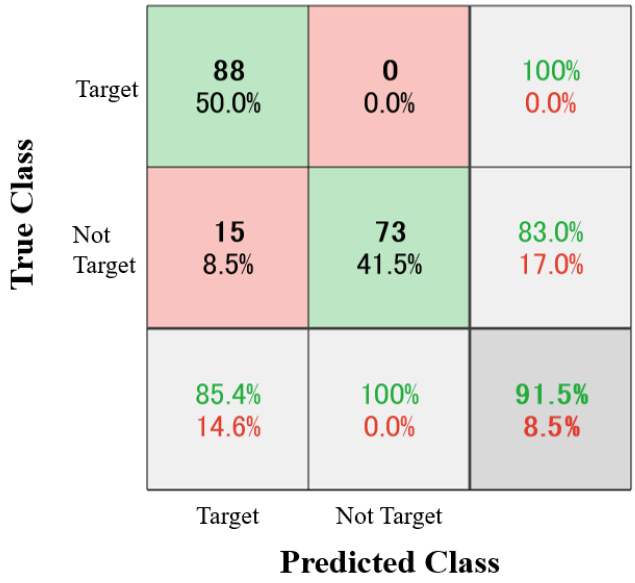 88
50.0%
0
0.0%
100%
0.0%
Target
15
8.5%
73
41.5%
83.0%
17.0%
Not
Target
True Class
85.4%
14.6%
100%
0.0%
91.5%
8.5%
Target
Not Target
Predicted Class